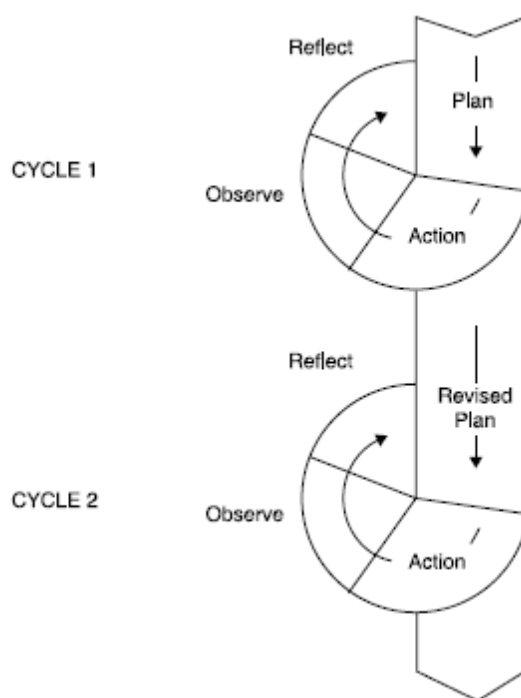 Reflect
Plan
CYCLE 1
Observe
Action
Reflect
Revised
Plan
CYCLE 2
Observe
Action